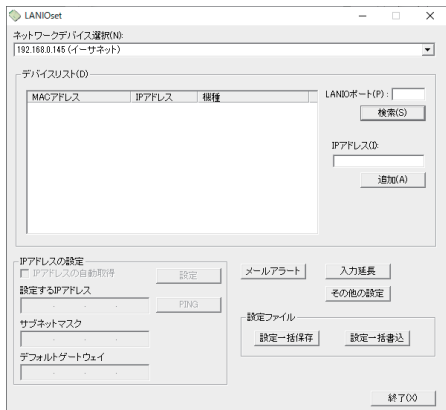 LANIOset
ネットワークデバイス選択(N):
192.168.0.145 (イーサネット)
デバイスリスト(D)
MACアドレス IPアドレス 機種
LANIOポート(P) :
検索(S)
IPアドレス(I):
追加(A)
IPアドレスの設定
IPアドレスの自動取得
設定
設定するIPアドレス
PING
サブネットマスク
デフォルトゲートウェイ
メールアラート
入力延長
その他の設定
設定ファイル
設定一括保存
設定一括書込
終了(X)